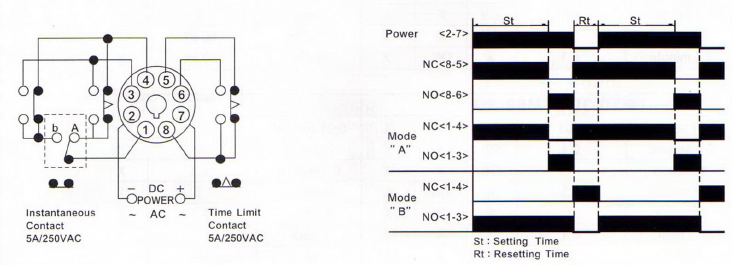 4 5
3 6
2 7
1 8
b A
− DC +
POWER
~ AC ~
Instantaneous
Contact
5A/250VAC
Time Limit
Contact
5A/250VAC
St Rt St
Power <2-7>
NC<8-5>
NO<8-6>
Mode
"A"
NC<1-4>
NO<1-3>
Mode
"B"
NC<1-4>
NO<1-3>
St : Setting Time
Rt : Resetting Time